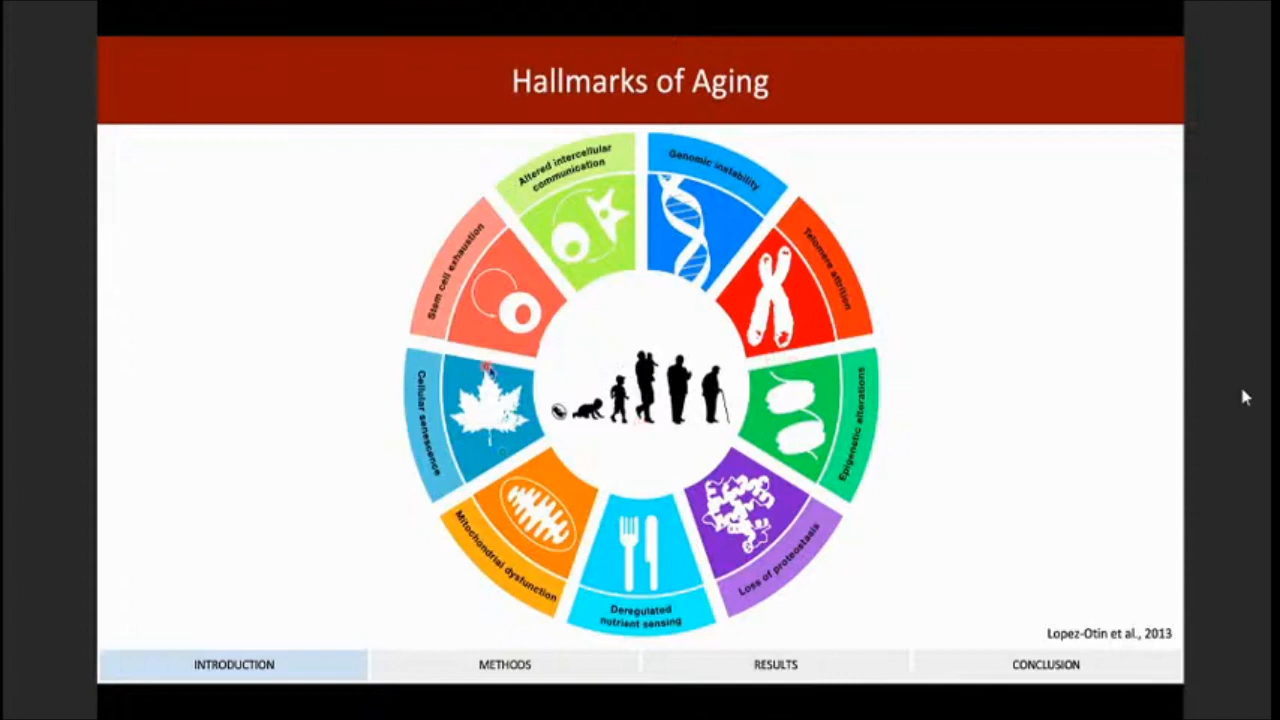 Hallmarks of Aging
Altered intercellular
communication
Genomic instability
Telomere attrition
Epigenetic alterations
Loss of proteostasis
Deregulated
nutrient sensing
Mitochondrial dysfunction
Cellular senescence
Stem cell exhaustion
Lopez-Otin et al., 2013
INTRODUCTION
METHODS
RESULTS
CONCLUSION